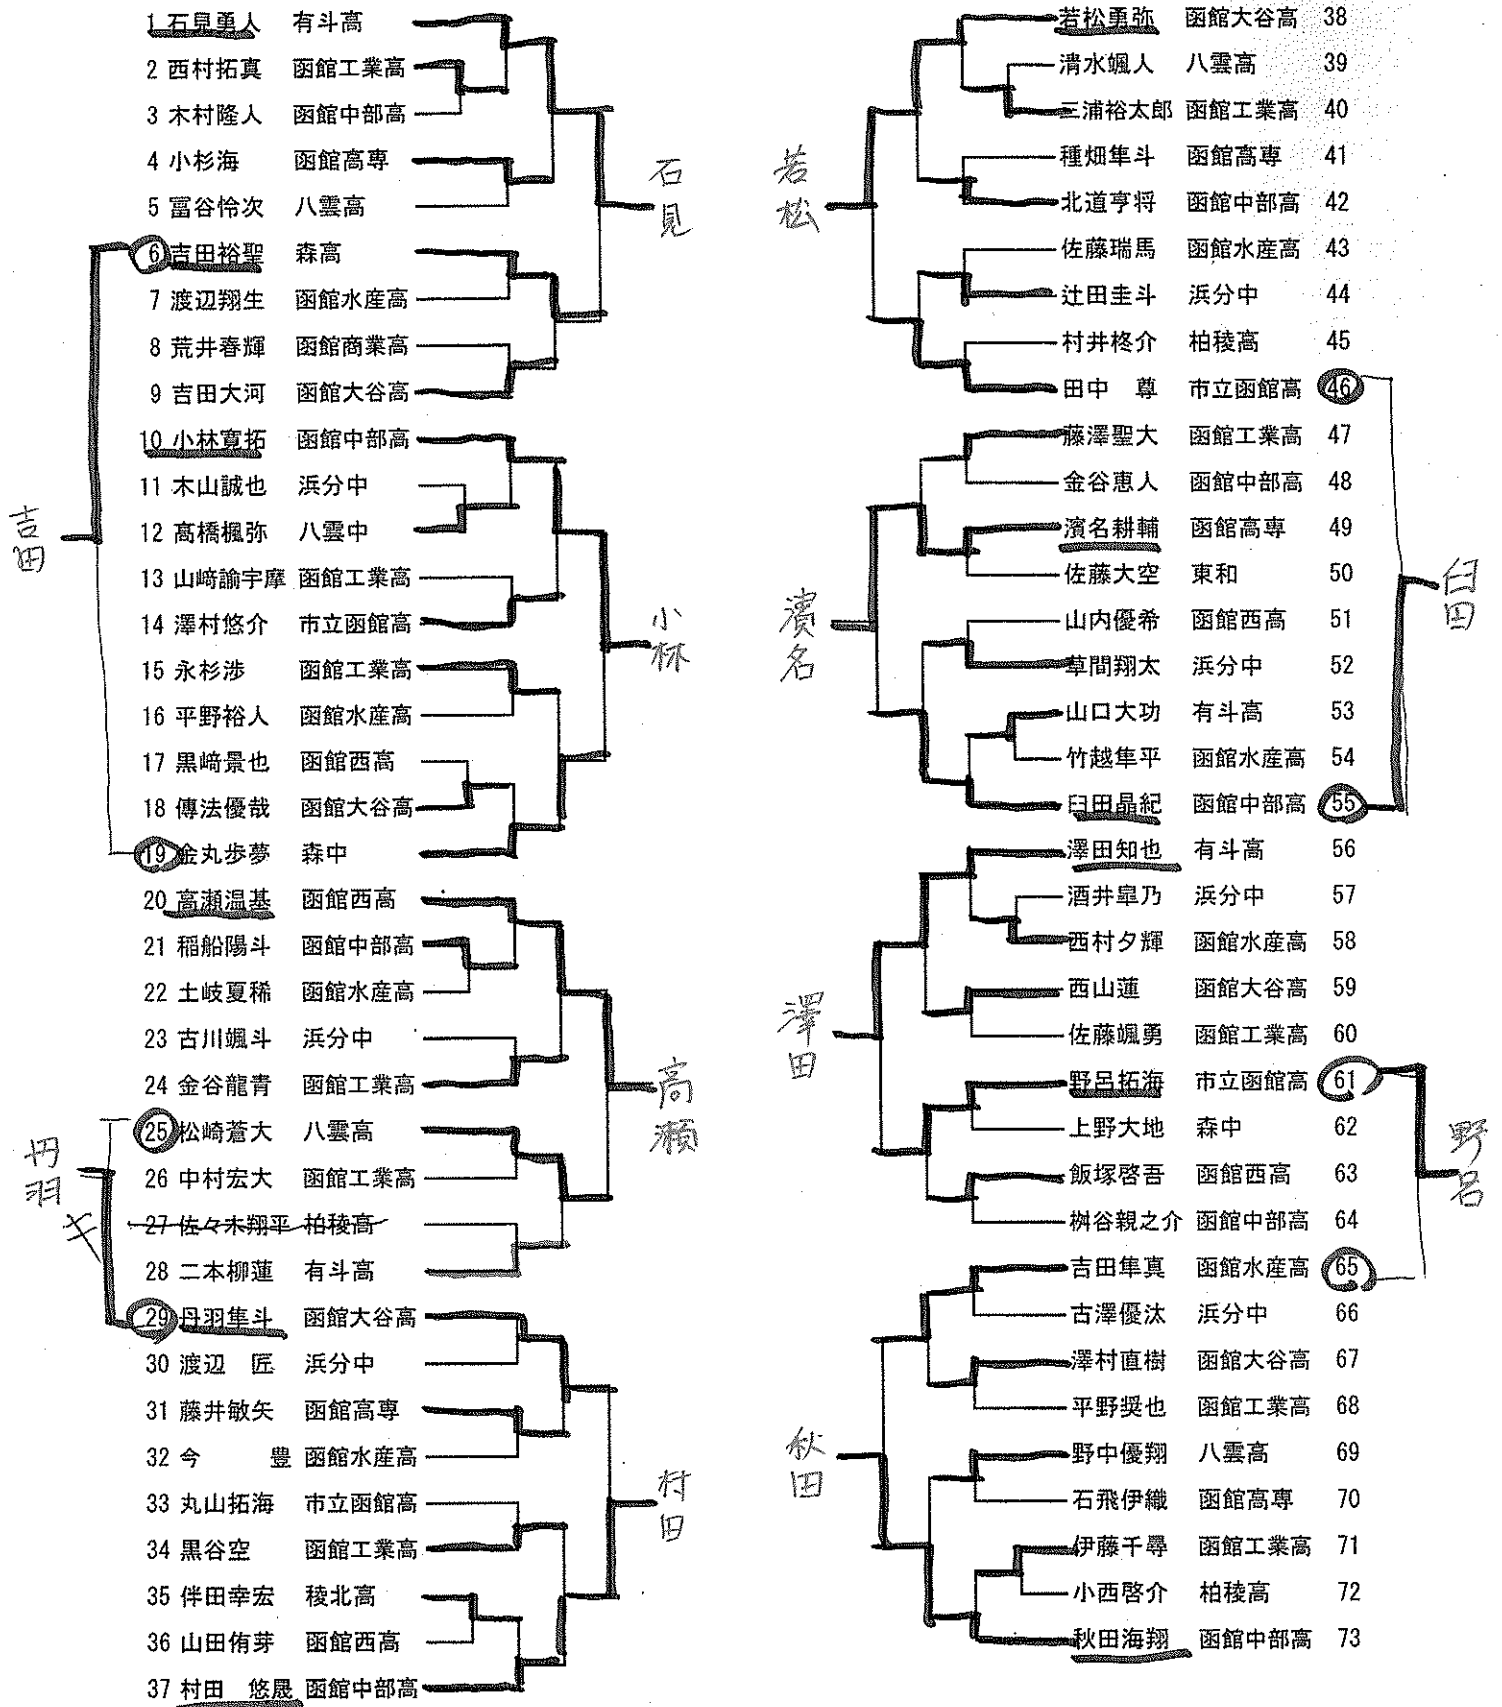 1 石見勇人 有斗高
2 西村拓真 函館工業高
3 木村隆人 函館中部高
4 小杉海 函館高専
5 富谷怜次 八雲高
6 吉田裕聖 森高
7 渡辺翔生 函館水産高
8 荒井春輝 函館商業高
9 吉田大河 函館大谷高
10 小林寛拓 函館中部高
11 木山誠也 浜分中
12 髙橋楓弥 八雲中
13 山﨑諭宇摩 函館工業高
14 澤村悠介 市立函館高
15 永杉渉 函館工業高
16 平野裕人 函館水産高
17 黒﨑景也 函館西高
18 傳法優哉 函館大谷高
19 金丸歩夢 森中
20 高瀬温基 函館西高
21 稲船陽斗 函館中部高
22 土岐夏稀 函館水産高
23 古川颯斗 浜分中
24 金谷龍青 函館工業高
25 松崎蒼大 八雲高
26 中村宏大 函館工業高
27 佐々木翔平 柏稜高
28 二本柳蓮 有斗高
29 丹羽隼斗 函館大谷高
30 渡辺 匠 浜分中
31 藤井敏矢 函館高専
32 今 豊 函館水産高
33 丸山拓海 市立函館高
34 黒谷空 函館工業高
35 伴田幸宏 稜北高
36 山田侑芽 函館西高
37 村田 悠晟 函館中部高
石見
小林
高瀬
村田
吉田
丹羽
キ
若松勇弥 函館大谷高 38
清水颯人 八雲高 39
三浦裕太郎 函館工業高 40
種畑隼斗 函館高専 41
北道亨将 函館中部高 42
佐藤瑞馬 函館水産高 43
辻田圭斗 浜分中 44
村井柊介 柏稜高 45
田中 尊 市立函館高 46
藤澤聖大 函館工業高 47
金谷恵人 函館中部高 48
濱名耕輔 函館高専 49
佐藤大空 東和 50
山内優希 函館西高 51
草間翔太 浜分中 52
山口大功 有斗高 53
竹越隼平 函館水産高 54
臼田晶紀 函館中部高 55
澤田知也 有斗高 56
酒井皐乃 浜分中 57
西村夕輝 函館水産高 58
西山蓮 函館大谷高 59
佐藤颯勇 函館工業高 60
野呂拓海 市立函館高 61
上野大地 森中 62
飯塚啓吾 函館西高 63
桝谷親之介 函館中部高 64
吉田隼真 函館水産高 65
古澤優汰 浜分中 66
澤村直樹 函館大谷高 67
平野奨也 函館工業高 68
野中優翔 八雲高 69
石飛伊織 函館高専 70
伊藤千尋 函館工業高 71
小西啓介 柏稜高 72
秋田海翔 函館中部高 73
若松
濱名
澤田
秋田
臼田
野呂